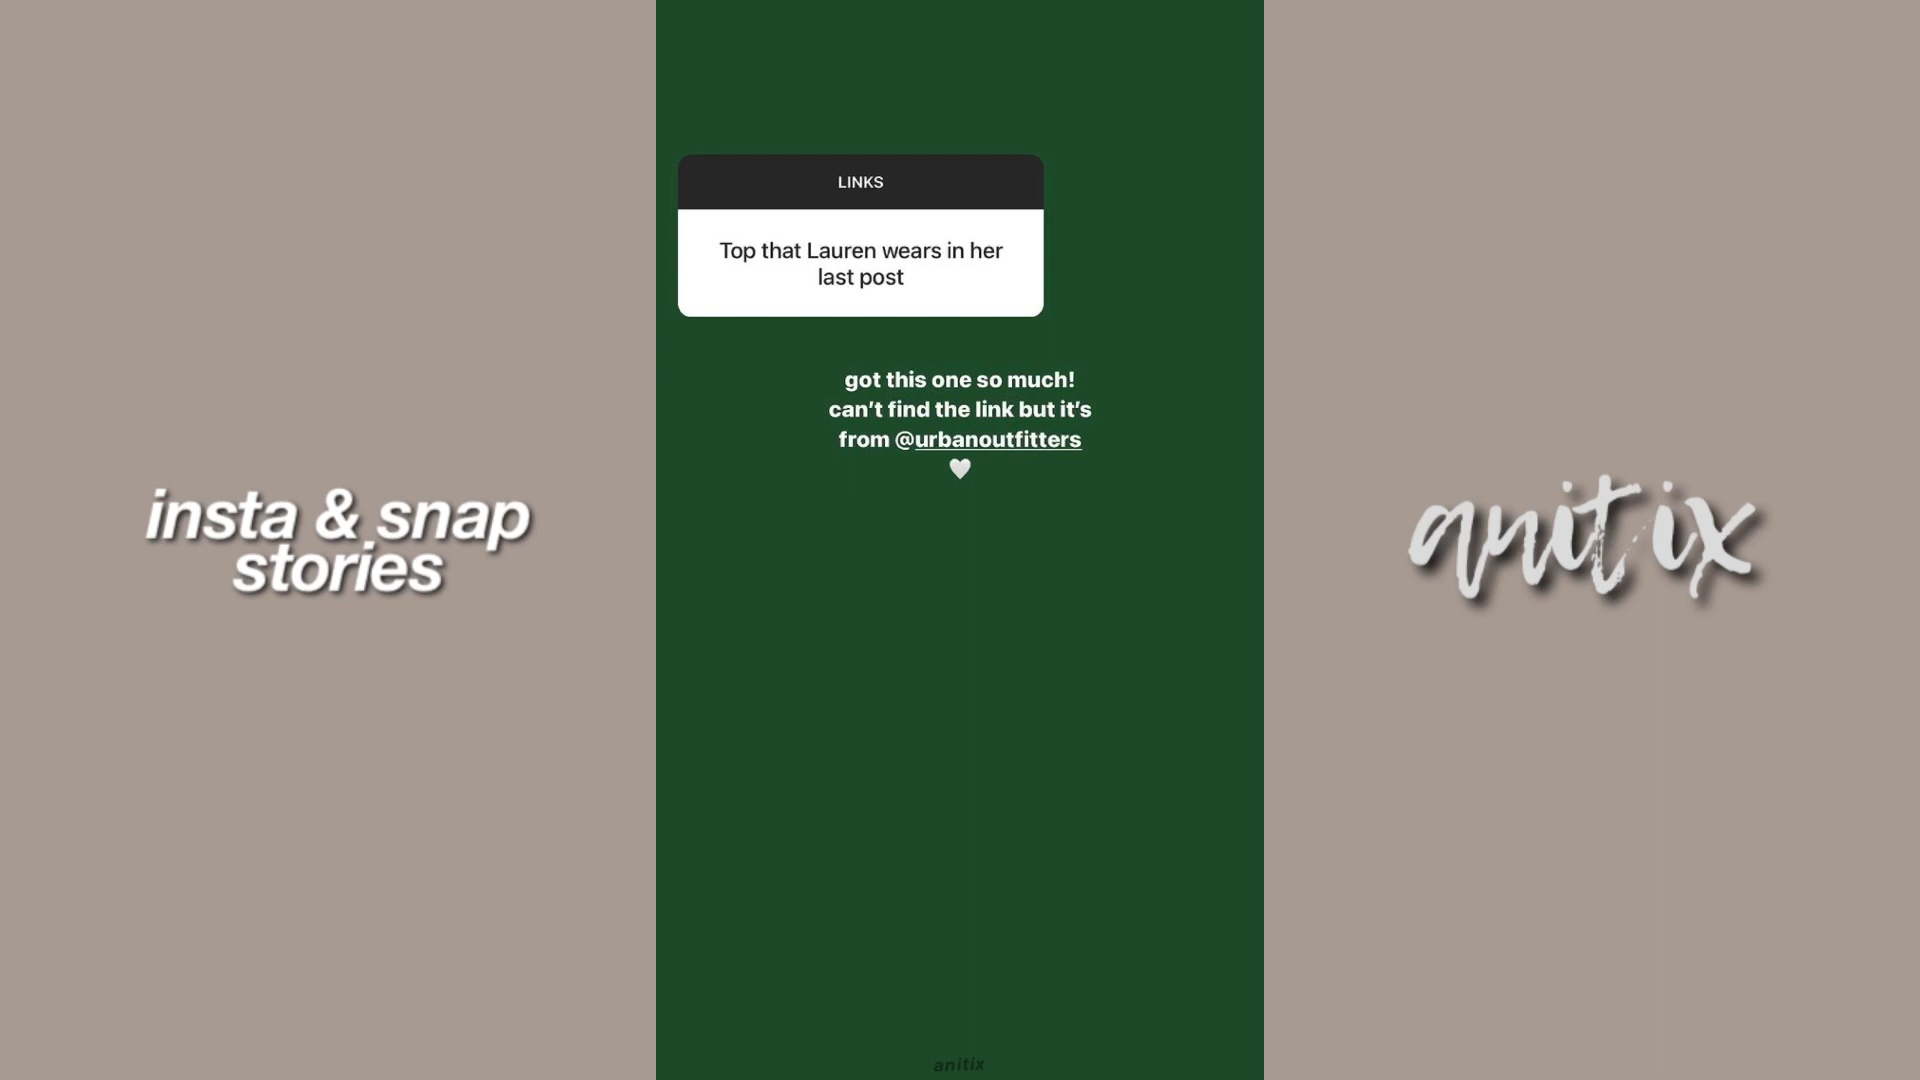 LINKS
Top that Lauren wears in her
last post
got this one so much!
can’t find the link but it’s
from @urbanoutfitters
🤍
insta & snap
stories
anitix
anitix